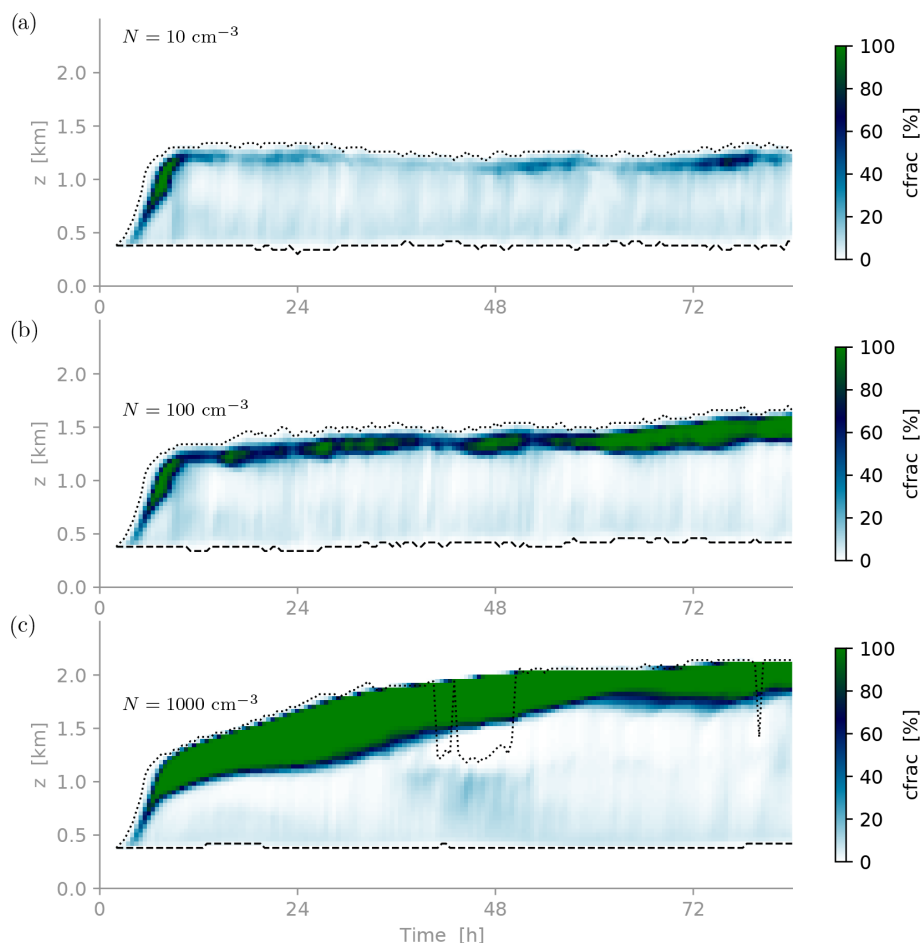 (a)
N = 10 cm⁻³
z [km]
2.0
1.5
1.0
0.5
0.0
0 24 48 72
100
80
60
40
20
0
cfrac [%]
(b)
N = 100 cm⁻³
z [km]
2.0
1.5
1.0
0.5
0.0
0 24 48 72
100
80
60
40
20
0
cfrac [%]
(c)
N = 1000 cm⁻³
z [km]
2.0
1.5
1.0
0.5
0.0
0 24 48 72
Time [h]
100
80
60
40
20
0
cfrac [%]